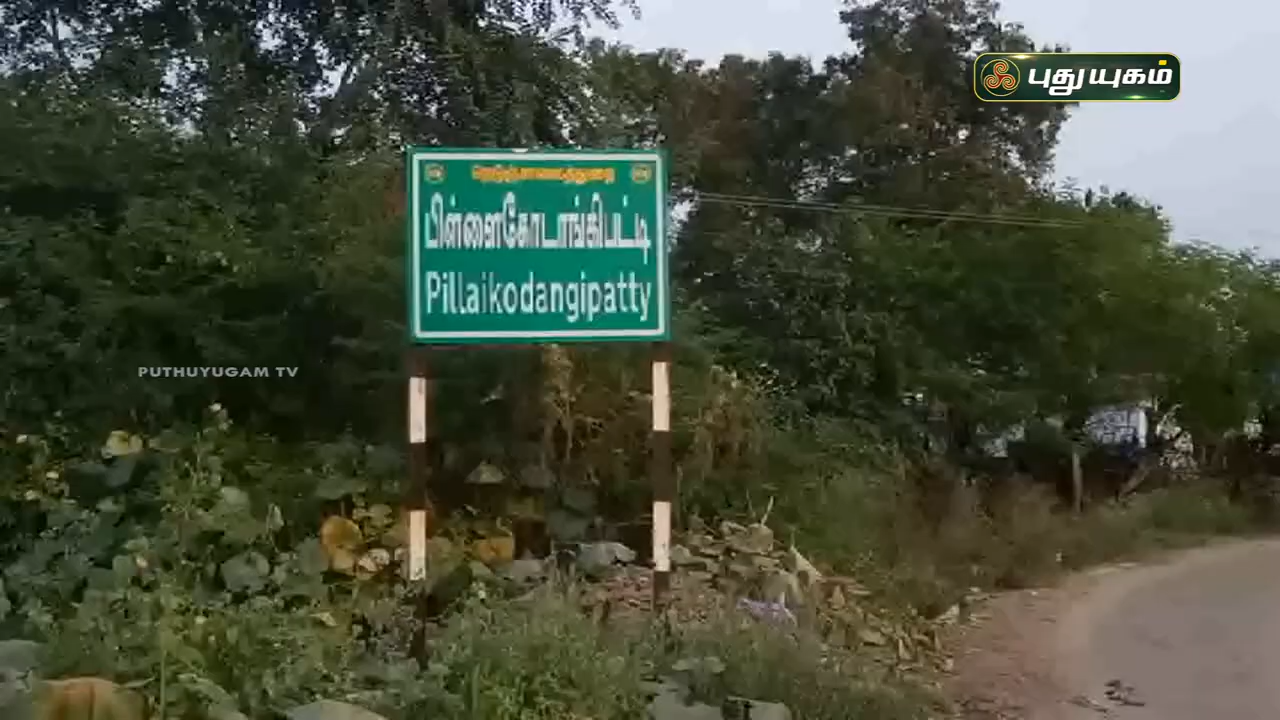 புதுயுகம்
நெடுஞ்சாலைத்துறை
பிள்ளைகோடாங்கிபட்டி
Pillaikodangipatty
PUTHUYUGAM TV